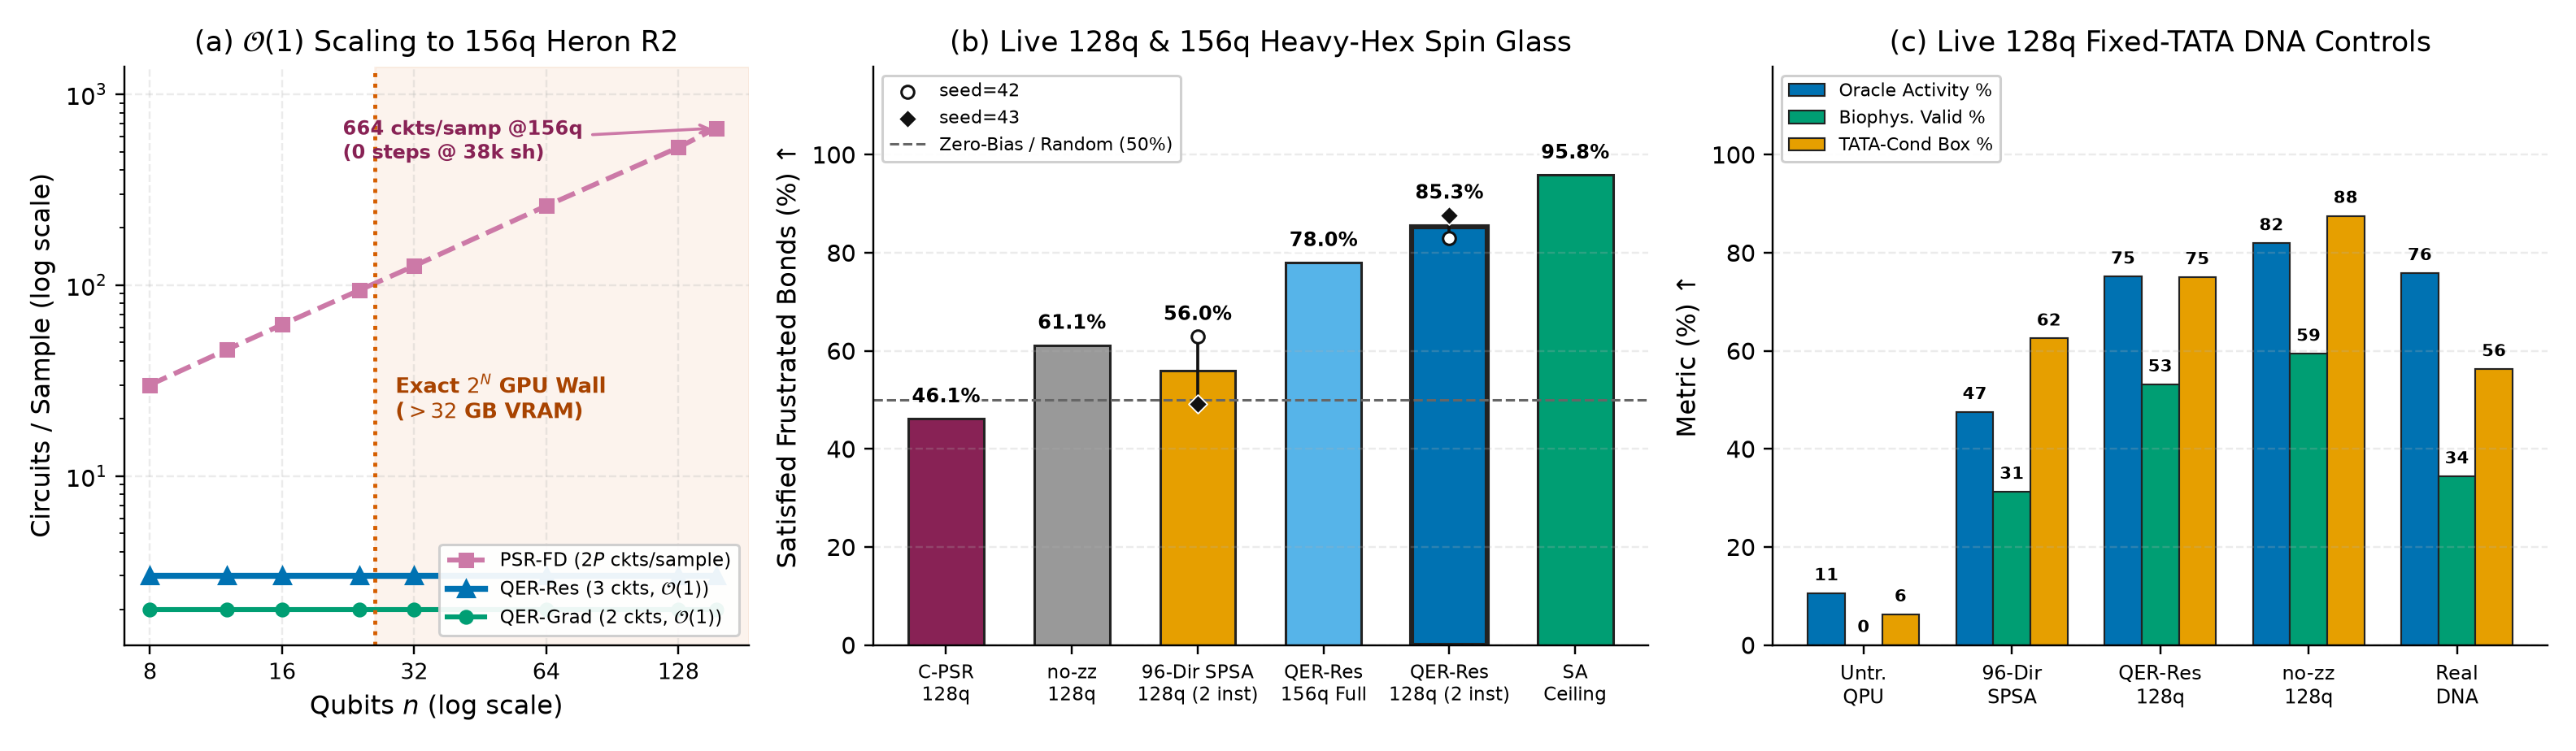 (a) 𝒪(1) Scaling to 156q Heron R2
Circuits / Sample (log scale)
10³
10²
10¹
664 ckts/samp @156q
(0 steps @ 38k sh)
Exact 2ᴺ GPU Wall
(>32 GB VRAM)
PSR-FD (2P ckts/sample)
QER-Res (3 ckts, 𝒪(1))
QER-Grad (2 ckts, 𝒪(1))
8 16 32 64 128
Qubits n (log scale)
(b) Live 128q & 156q Heavy-Hex Spin Glass
Satisfied Frustrated Bonds (%) ↑
100
80
60
40
20
0
seed=42
seed=43
Zero-Bias / Random (50%)
46.1%
61.1%
56.0%
78.0%
85.3%
95.8%
C-PSR
128q
no-zz
128q
96-Dir SPSA
128q (2 inst)
QER-Res
156q Full
QER-Res
128q (2 inst)
SA
Ceiling
(c) Live 128q Fixed-TATA DNA Controls
Metric (%) ↑
100
80
60
40
20
0
Oracle Activity %
Biophys. Valid %
TATA-Cond Box %
11 0 6
47 31 62
75 53 75
82 59 88
76 34 56
Untr.
QPU
96-Dir
SPSA
QER-Res
128q
no-zz
128q
Real
DNA